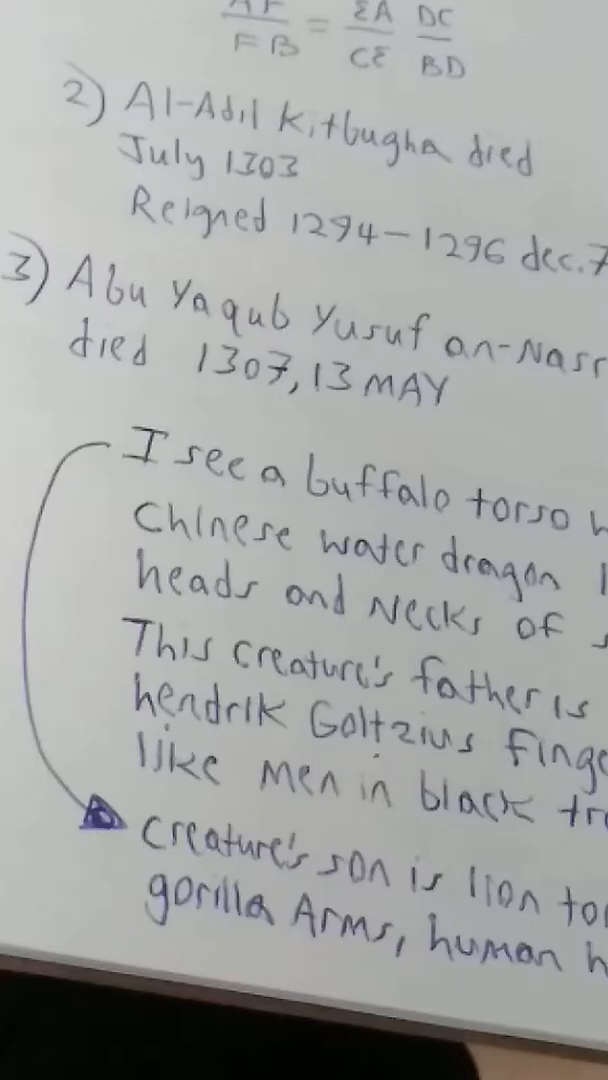 AF = EA DC
FB CE BD
2) Al-Adil Kitbugha died
July 1303
Reigned 1294-1296 dec.7
3) Abu Yaqub Yusuf an-Nasr
died 1307, 13 MAY
I see a buffalo torso
Chinese water dragon
heads and necks of
This creature's father is
hendrik Goltzius finge
like men in black tr
creature's son is lion to
gorilla Arms, human h